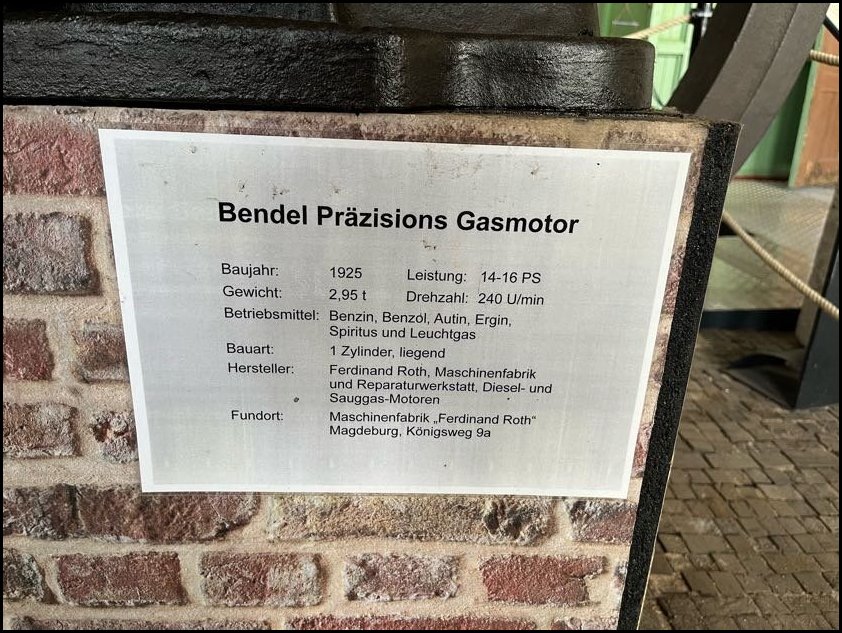 Bendel Präzisions Gasmotor
Baujahr: 1925 Leistung: 14-16 PS
Gewicht: 2,95 t Drehzahl: 240 U/min
Betriebsmittel: Benzin, Benzol, Autin, Ergin,
Spiritus und Leuchtgas
Bauart: 1 Zylinder, liegend
Hersteller: Ferdinand Roth, Maschinenfabrik
und Reparaturwerkstatt, Diesel- und
Sauggas-Motoren
Fundort: Maschinenfabrik „Ferdinand Roth“
Magdeburg, Königsweg 9a